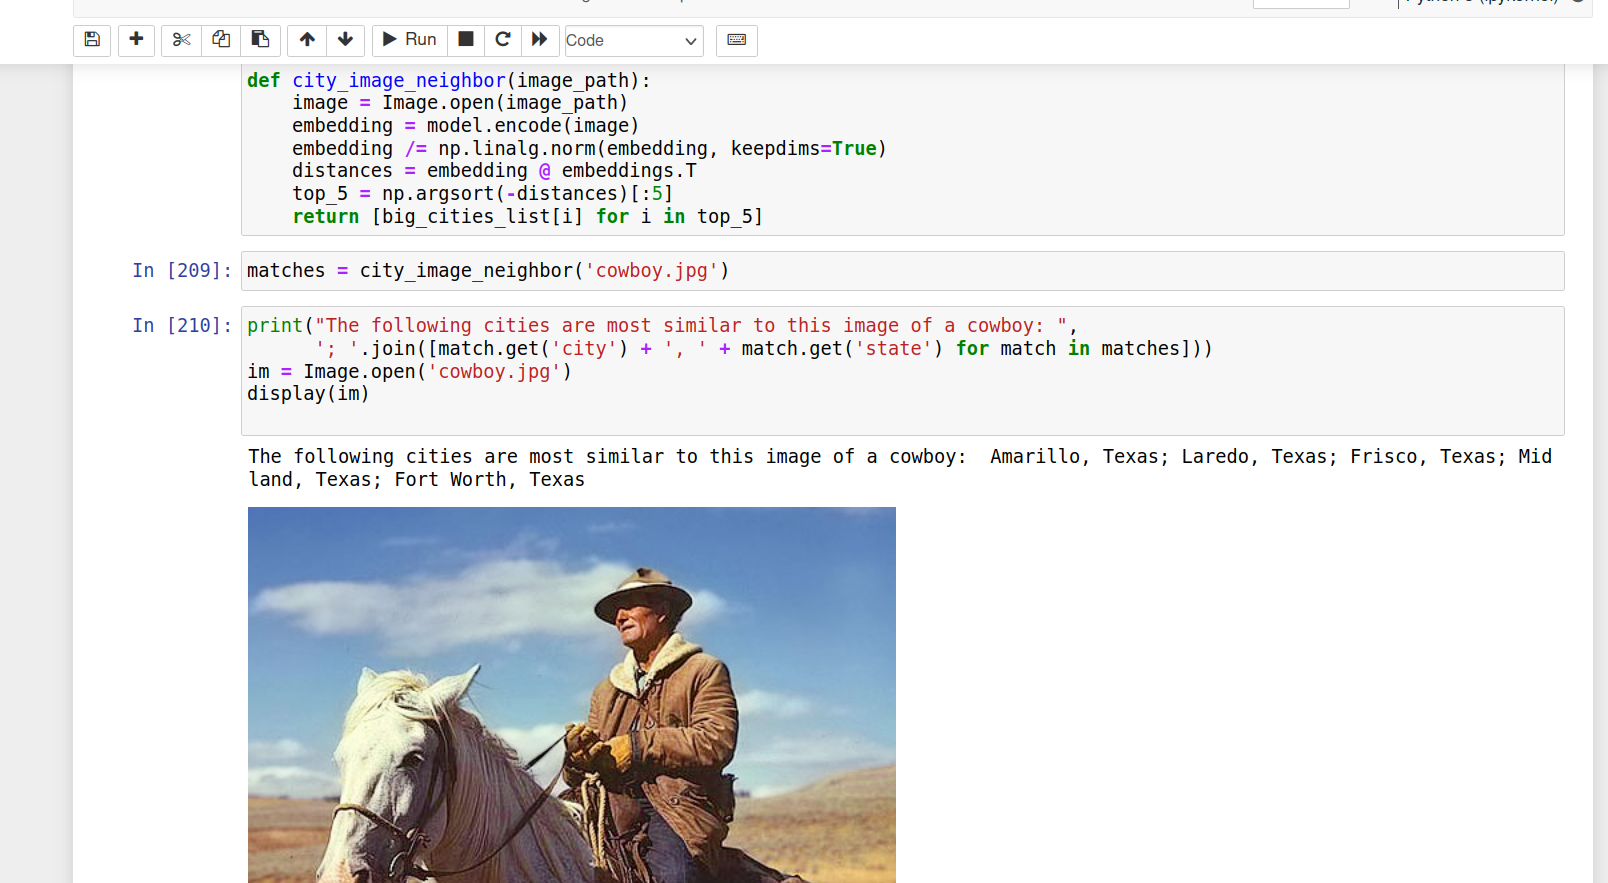 Run
Code
def city_image_neighbor(image_path):
    image = Image.open(image_path)
    embedding = model.encode(image)
    embedding /= np.linalg.norm(embedding, keepdims=True)
    distances = embedding @ embeddings.T
    top_5 = np.argsort(-distances)[:5]
    return [big_cities_list[i] for i in top_5]
In [209]: matches = city_image_neighbor('cowboy.jpg')
In [210]: print("The following cities are most similar to this image of a cowboy: ",
      '; '.join([match.get('city') + ', ' + match.get('state') for match in matches]))
im = Image.open('cowboy.jpg')
display(im)
The following cities are most similar to this image of a cowboy:  Amarillo, Texas; Laredo, Texas; Frisco, Texas; Mid
land, Texas; Fort Worth, Texas